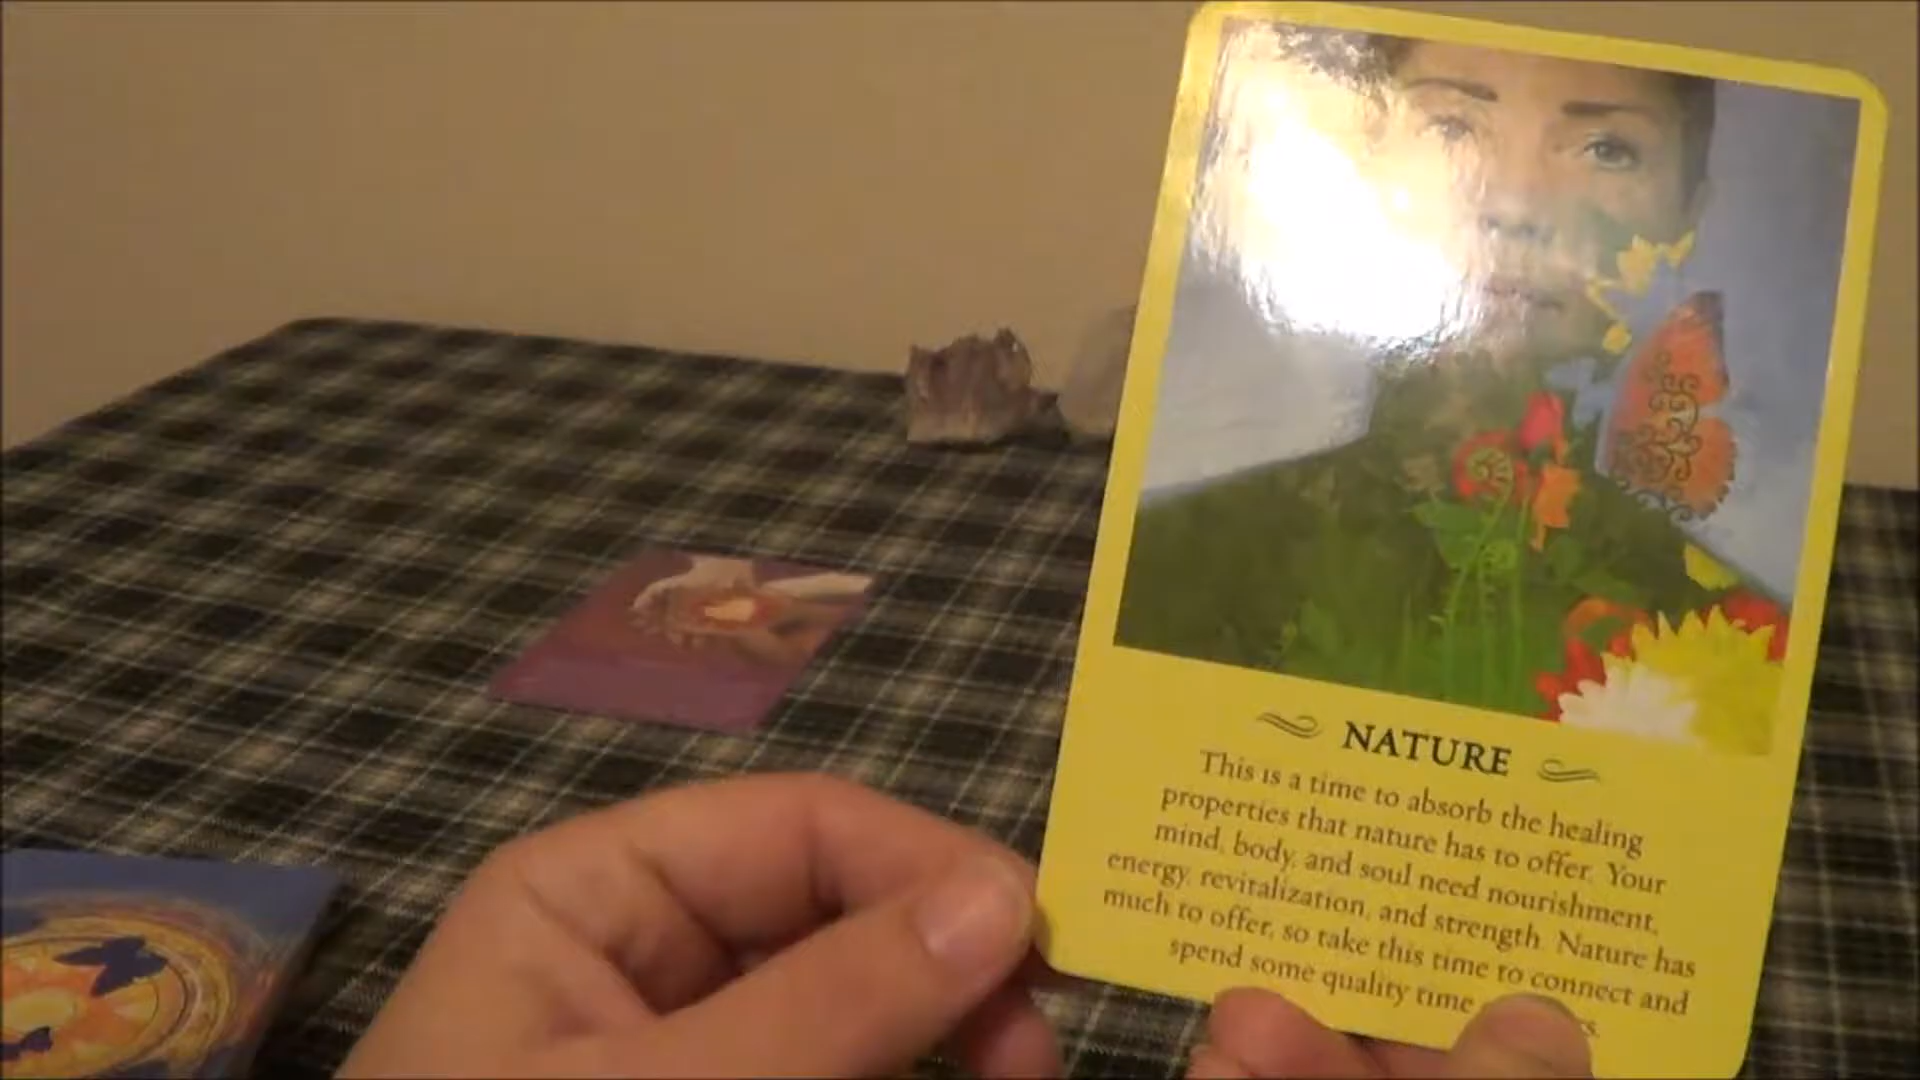 NATURE
This is a time to absorb the healing
properties that nature has to offer. Your
mind, body, and soul need nourishment,
energy, revitalization, and strength. Nature has
much to offer, so take this time to connect and
spend some quality time